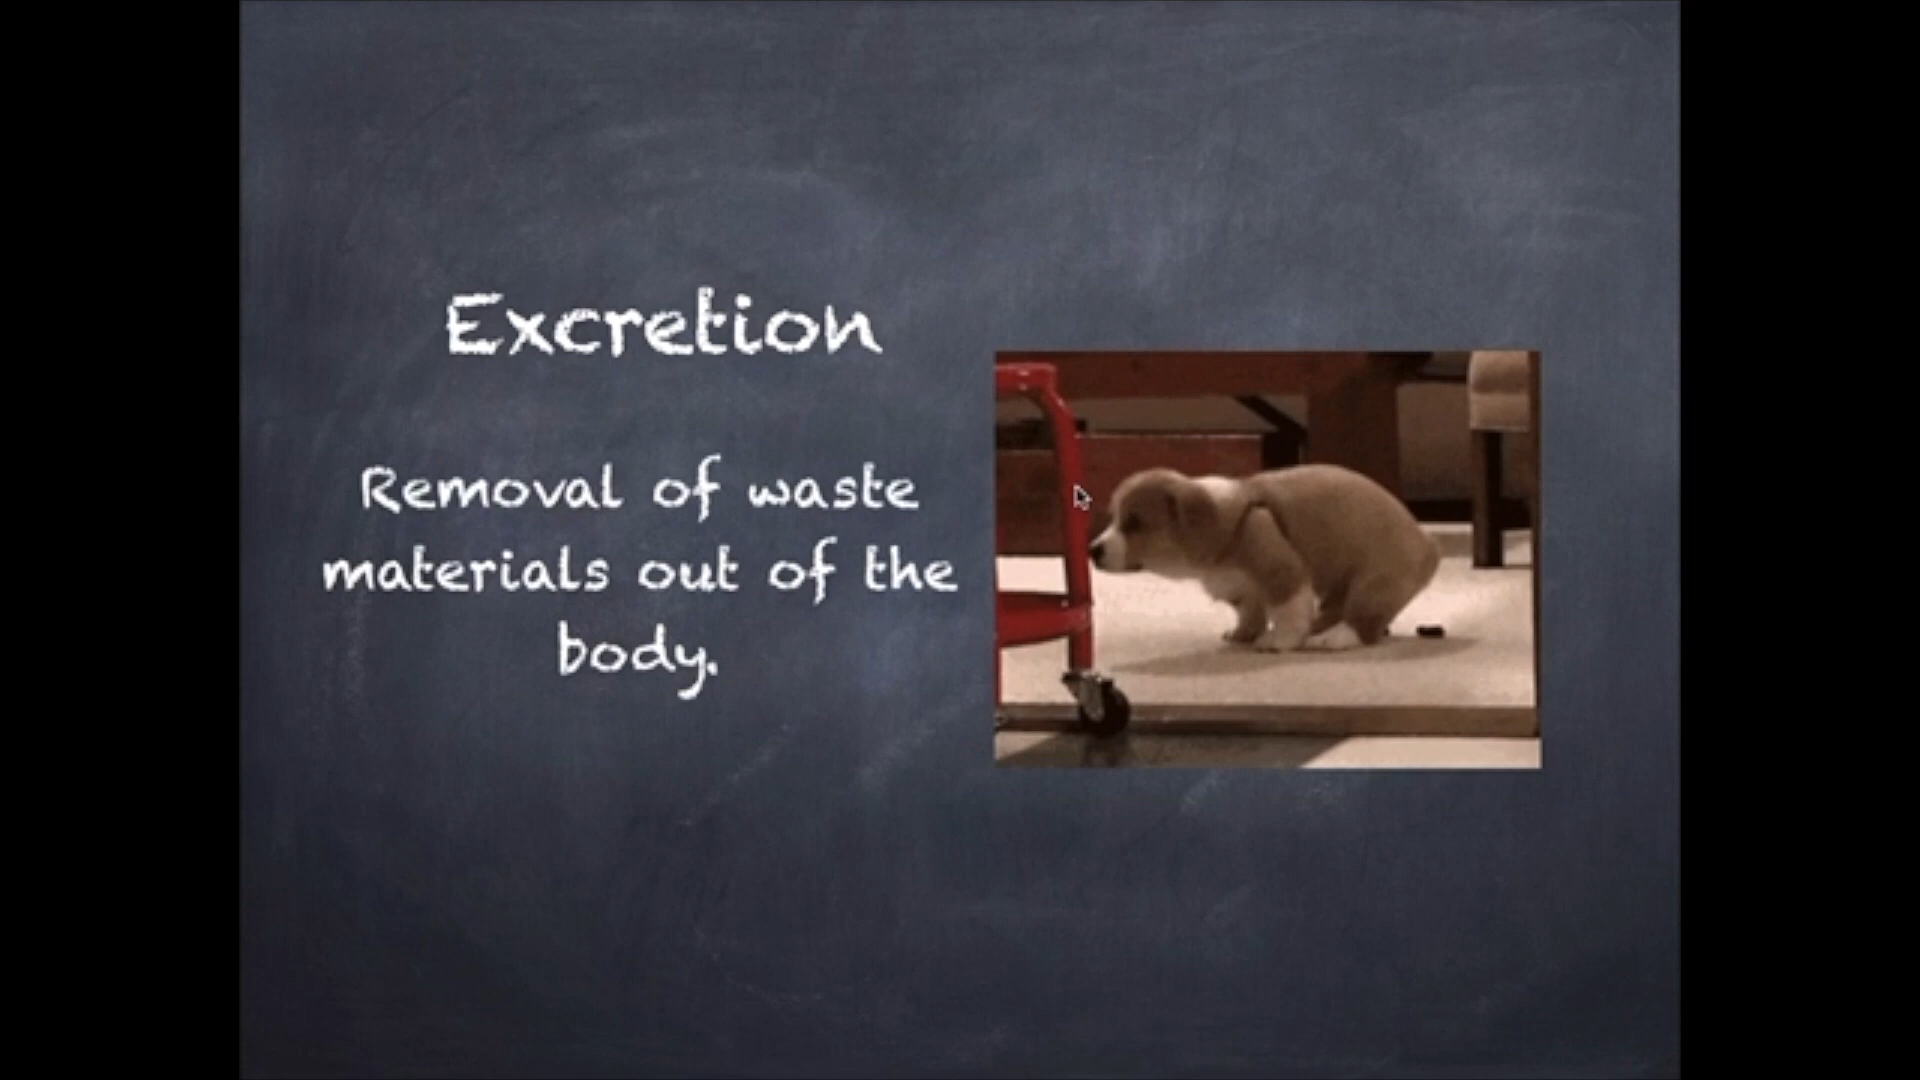 Excretion
Removal of waste
materials out of the
body.